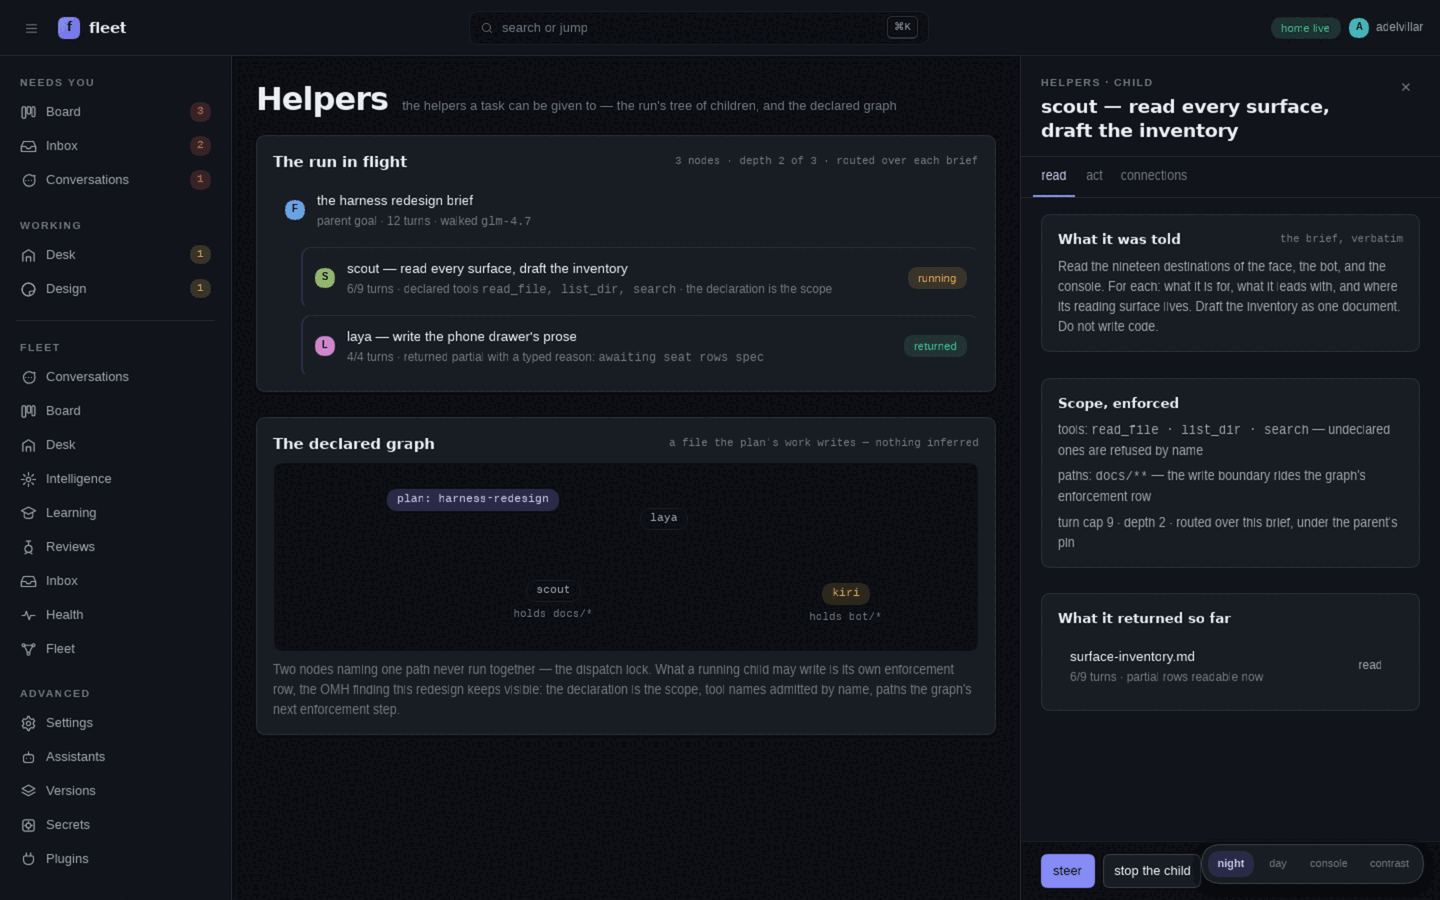 f fleet
search or jump ⌘K
home live A adelvillar
NEEDS YOU
Board 3
Inbox 2
Conversations 1
WORKING
Desk 1
Design 1
FLEET
Conversations
Board
Desk
Intelligence
Learning
Reviews
Inbox
Health
Fleet
ADVANCED
Settings
Assistants
Versions
Secrets
Plugins
Helpers the helpers a task can be given to — the run's tree of children, and the declared graph
The run in flight 3 nodes · depth 2 of 3 · routed over each brief
F the harness redesign brief
parent goal · 12 turns · walked glm-4.7
S scout — read every surface, draft the inventory running
6/9 turns · declared tools read_file, list_dir, search · the declaration is the scope
L laya — write the phone drawer's prose returned
4/4 turns · returned partial with a typed reason: awaiting seat rows spec
The declared graph a file the plan's work writes — nothing inferred
plan: harness-redesign
laya
scout
holds docs/*
kiri
holds bot/*
Two nodes naming one path never run together — the dispatch lock. What a running child may write is its own enforcement
row, the OMH finding this redesign keeps visible: the declaration is the scope, tool names admitted by name, paths the graph's
next enforcement step.
HELPERS · CHILD ×
scout — read every surface,
draft the inventory
read act connections
What it was told the brief, verbatim
Read the nineteen destinations of the face, the bot, and the
console. For each: what it is for, what it leads with, and where
its reading surface lives. Draft the inventory as one document.
Do not write code.
Scope, enforced
tools: read_file · list_dir · search — undeclared
ones are refused by name
paths: docs/** — the write boundary rides the graph's
enforcement row
turn cap 9 · depth 2 · routed over this brief, under the parent's
pin
What it returned so far
surface-inventory.md
6/9 turns · partial rows readable now
read
steer stop the child
night day console contrast